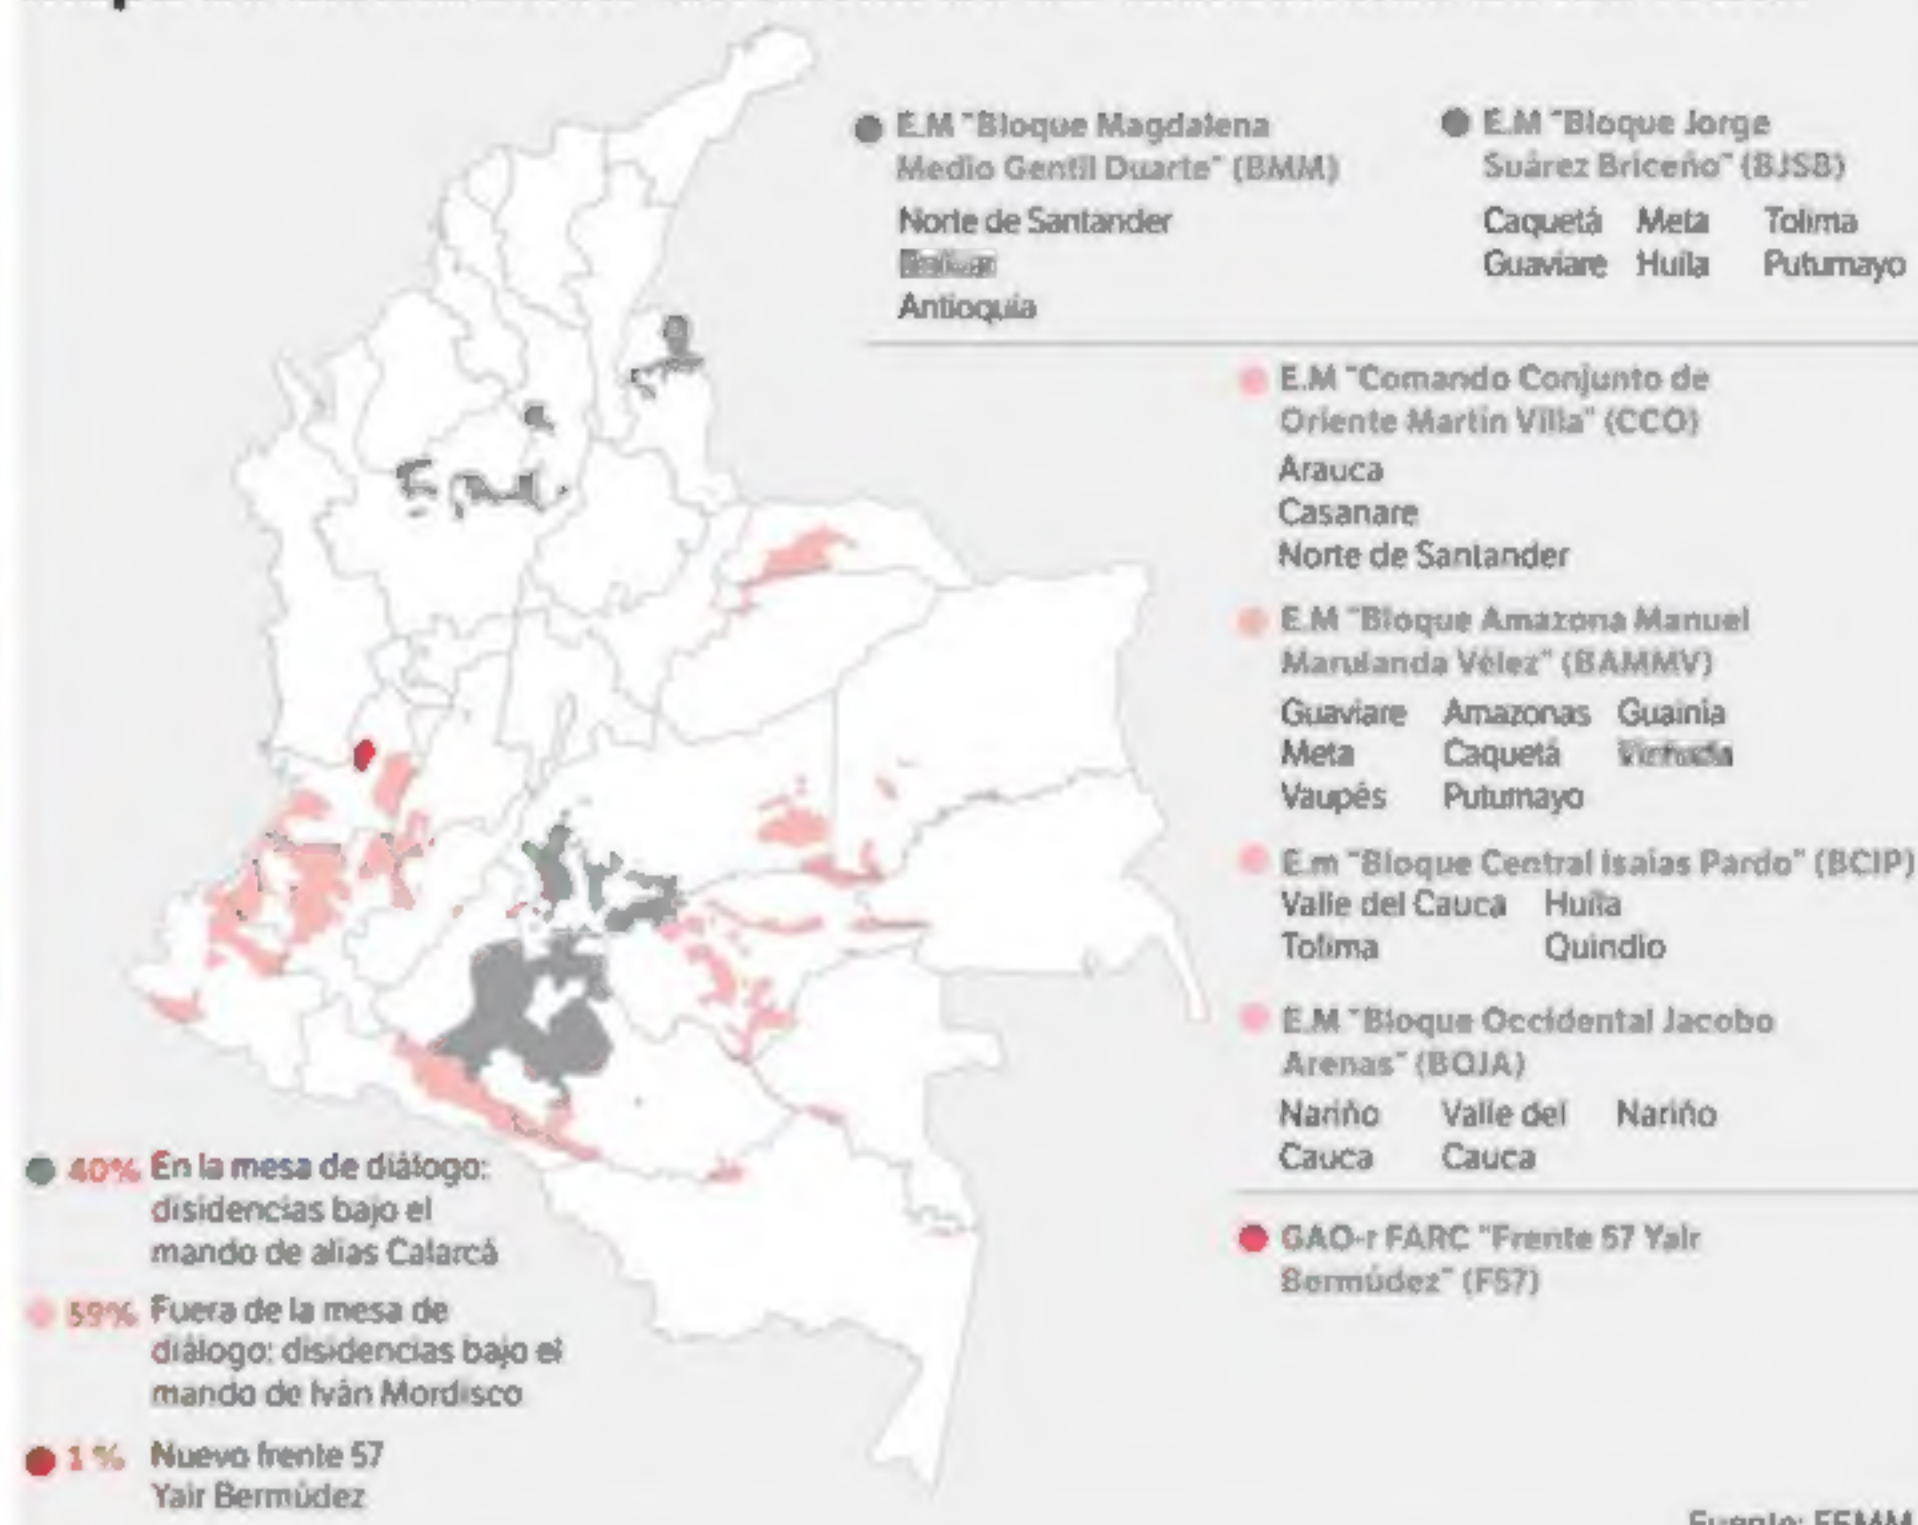 E.M "Bloque Magdalena
Medio Gentil Duarte" (BMM)
Norte de Santander
Antioquia
E.M "Bloque Jorge
Suárez Briceño" (BJSB)
Caquetá Meta Tolima
Guaviare Huila Putumayo
E.M "Comando Conjunto de
Oriente Martín Villa" (CCO)
Arauca
Casanare
Norte de Santander
E.M "Bloque Amazona Manuel
Marulanda Vélez" (BAMMV)
Guaviare Amazonas Guainía
Meta Caquetá
Vaupés Putumayo
E.m "Bloque Central Isaias Pardo" (BCIP)
Valle del Cauca Huila
Tolima Quindio
E.M "Bloque Occidental Jacobo
Arenas" (BOJA)
Nariño Valle del Nariño
Cauca Cauca
GAO-r FARC "Frente 57 Yair
Bermúdez" (F57)
40% En la mesa de diálogo:
disidencias bajo el
mando de alias Calarcá
59% Fuera de la mesa de
diálogo: disidencias bajo el
mando de Iván Mordisco
1 % Nuevo frente 57
Yair Bermúdez